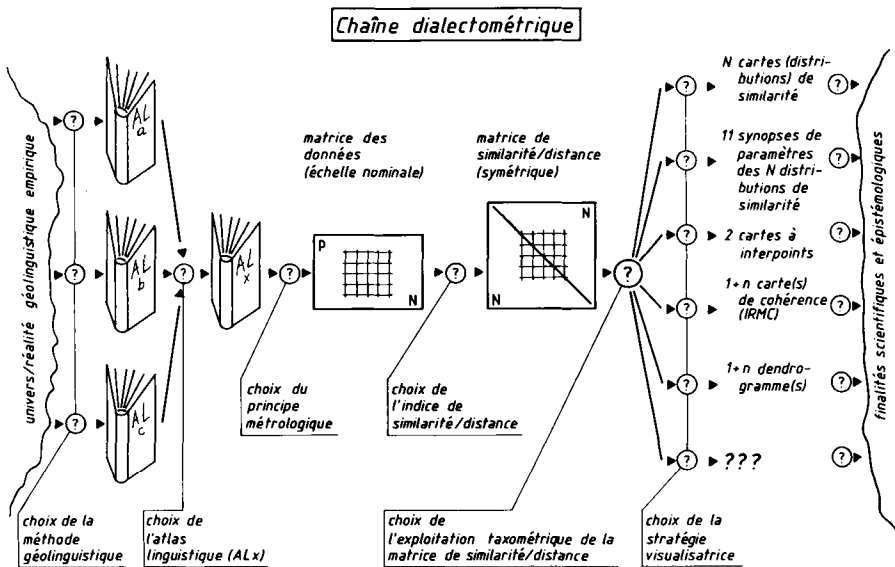 Chaîne dialectométrique
univers/réalité géolinguistique empirique
?
?
?
AL
a
AL
b
AL
c
?
AL
x
?
matrice des
données
(échelle nominale)
P
N
?
matrice de
similarité/distance
(symétrique)
N
N
?
?
?
?
?
?
?
N cartes (distri-
butions) de
similarité
11 synopses de
paramètres
des N distri-
butions de
similarité
2 cartes à
interpoints
1+n carte(s)
de cohérence
(IRMC)
1+n dendro-
gramme(s)
???
?
?
?
?
?
?
finalités scientifiques et épistémologiques
choix du
principe
métrologique
choix de
l'indice de
similarité/distance
choix de la
méthode
géolinguistique
choix de
l'atlas
linguistique (ALx)
choix de
l'exploitation taxométrique de la
matrice de similarité/distance
choix de la
stratégie
visualisatrice